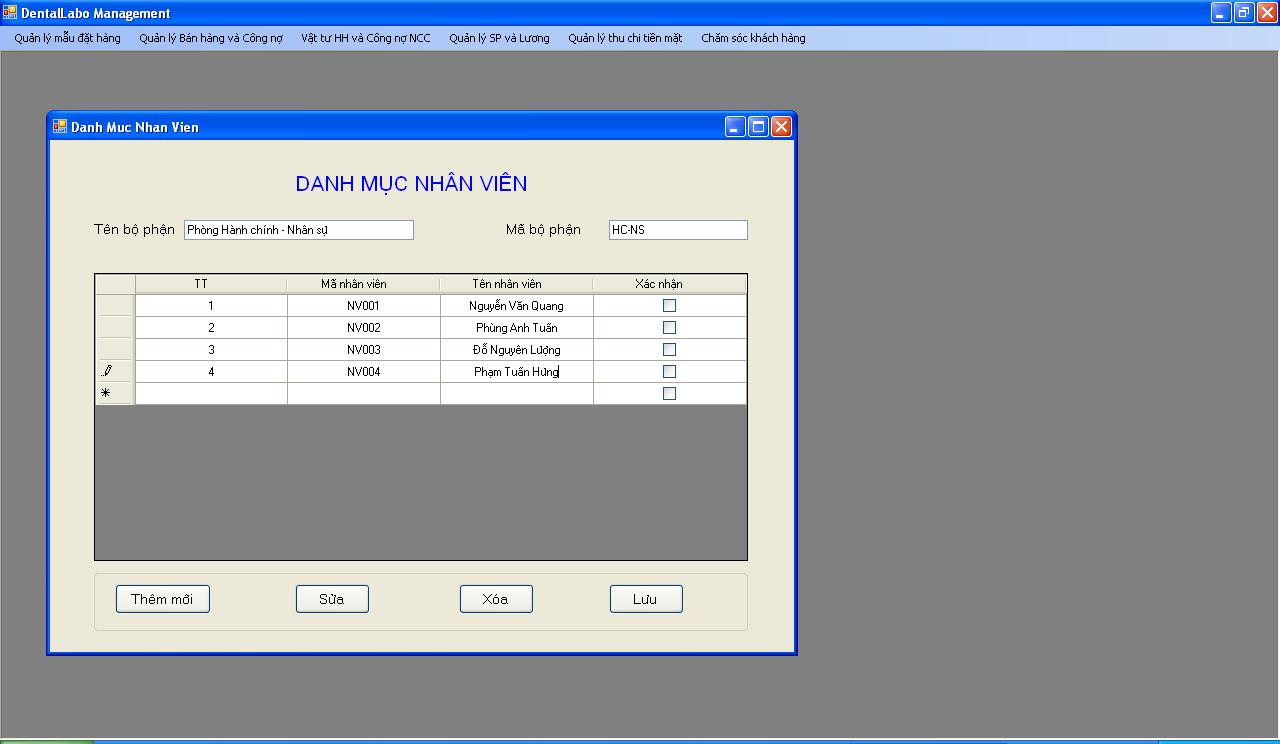 DentalLabo Management
Quản lý mẫu đặt hàng Quản lý Bán hàng và Công nợ Vật tư HH và Công nợ NCC Quản lý SP và Lương Quản lý thu chi tiền mặt Chăm sóc khách hàng
Danh Muc Nhan Vien
DANH MỤC NHÂN VIÊN
Tên bộ phận Phòng Hành chính - Nhân sự Mã bộ phận HC-NS
TT Mã nhân viên Tên nhân viên Xác nhận
1 NV001 Nguyễn Văn Quang
2 NV002 Phùng Anh Tuấn
3 NV003 Đỗ Nguyên Lượng
4 NV004 Phạm Tuấn Hưng
Thêm mới Sửa Xóa Lưu